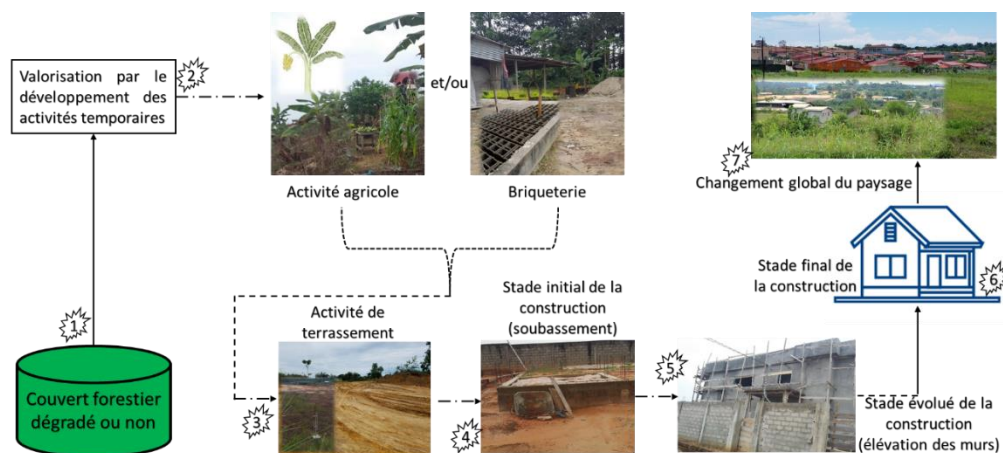 Valorisation par le
développement des
activités temporaires
2
et/ou
Activité agricole
Briqueterie
7
Changement global du paysage
Stade final de
la construction
6
1
Couvert forestier
dégradé ou non
Activité de
terrassement
3
Stade initial de la
construction
(soubassement)
4
5
Stade évolué de la
construction
(élévation des murs)